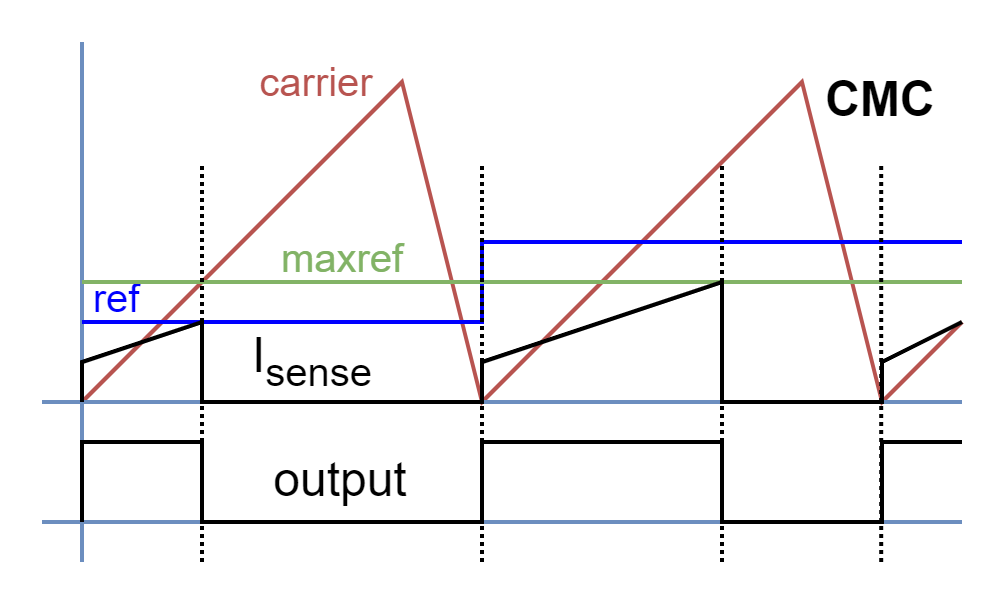 carrier
CMC
maxref
ref
Isense
output